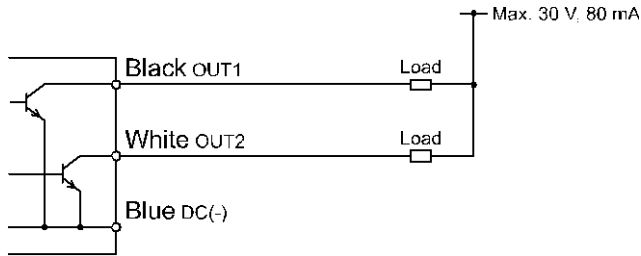 Max. 30 V, 80 mA
Black OUT1
Load
White OUT2
Load
Blue DC(-)